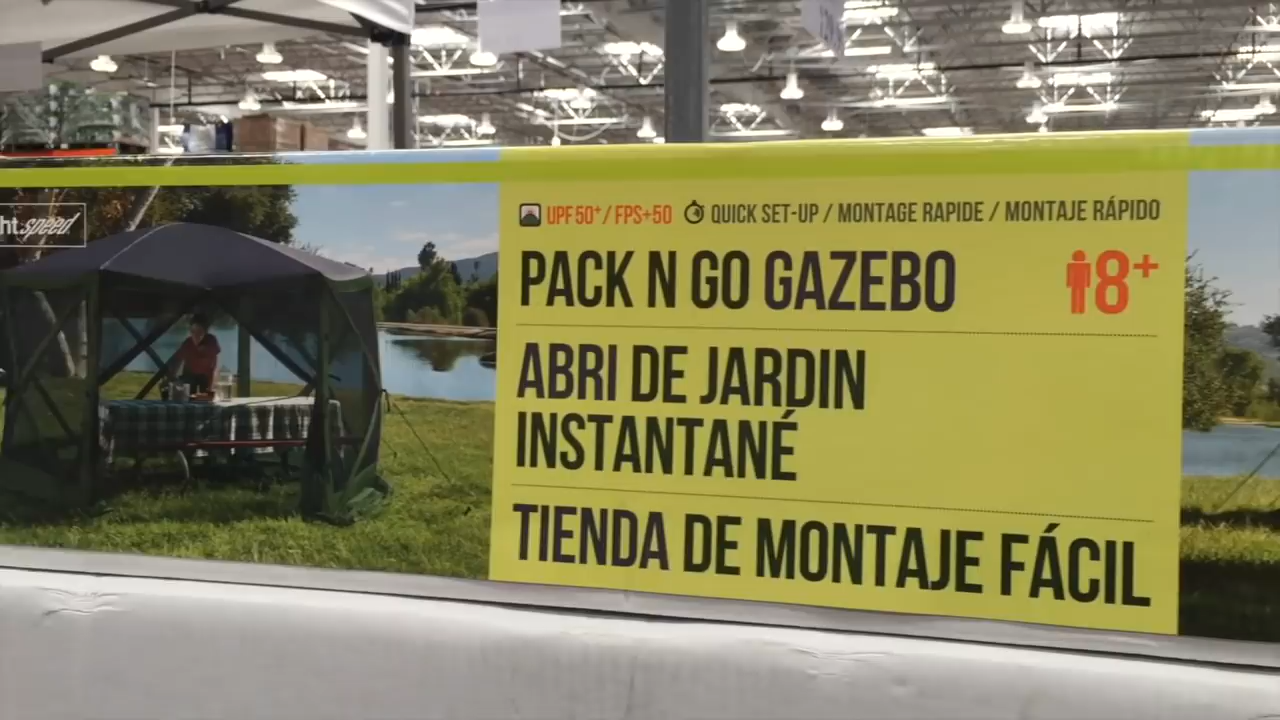 ht.speed
UPF 50+ / FPS+50 QUICK SET-UP / MONTAGE RAPIDE / MONTAJE RÁPIDO
PACK N GO GAZEBO
8+
ABRI DE JARDIN
INSTANTANÉ
TIENDA DE MONTAJE FÁCIL